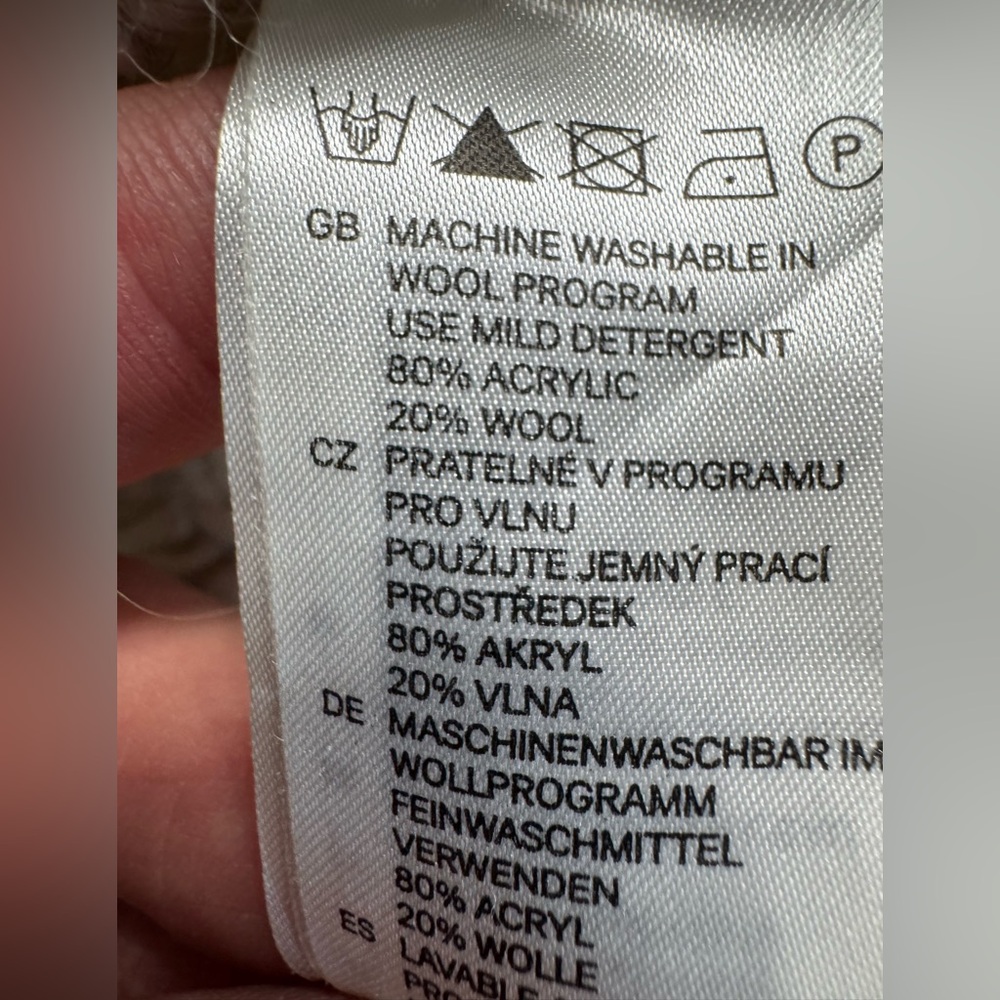 P
GB MACHINE WASHABLE IN
WOOL PROGRAM
USE MILD DETERGENT
80% ACRYLIC
20% WOOL
CZ PRATELNÉ V PROGRAMU
PRO VLNU
POUŽIJTE JEMNÝ PRACÍ
PROSTŘEDEK
80% AKRYL
20% VLNA
DE MASCHINENWASCHBAR IM
WOLLPROGRAMM
FEINWASCHMITTEL
VERWENDEN
80% ACRYL
20% WOLLE
ES LAVABLE